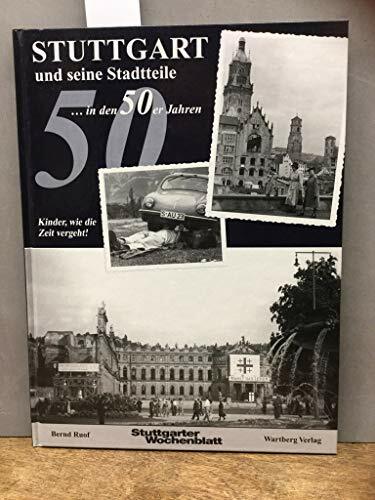 STUTTGART
und seine Stadtteile
50
... in den 50er Jahren
Kinder, wie die
Zeit vergeht!
Bernd Ruof
Stuttgarter
Wochenblatt
Wartberg Verlag